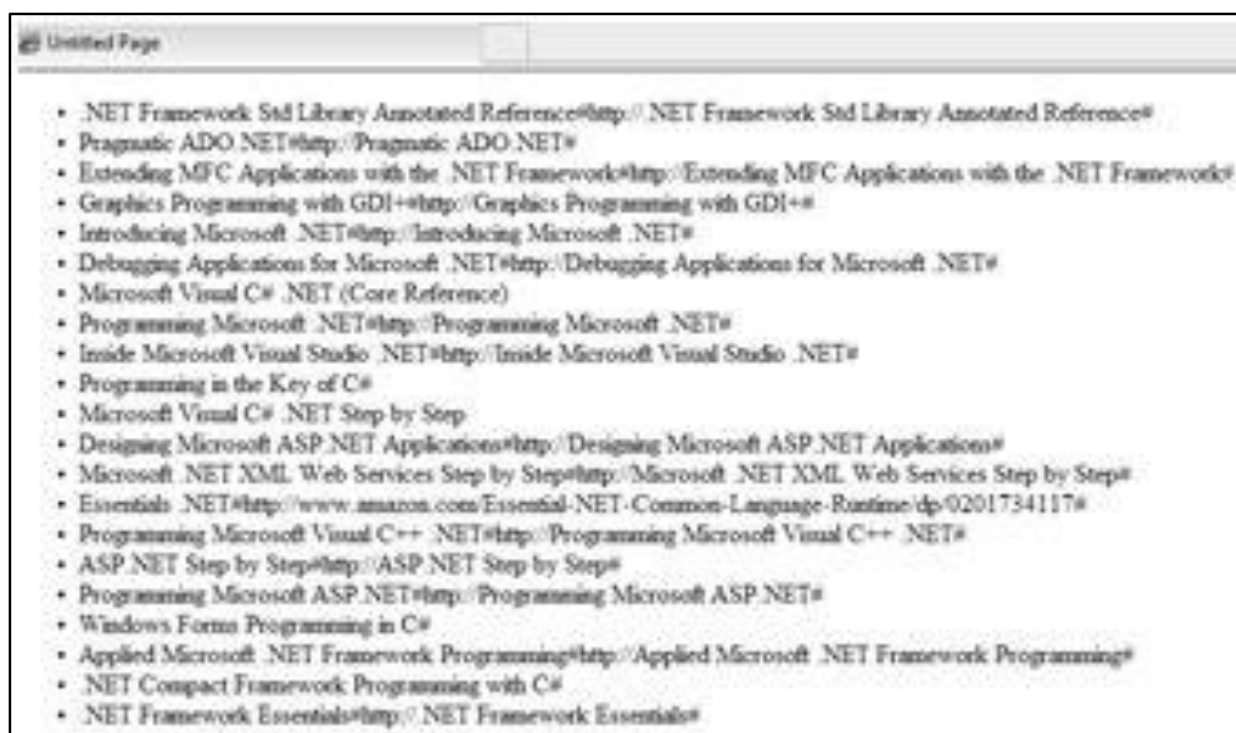 Untitled Page
• .NET Framework Std Library Annotated Reference#http://.NET Framework Std Library Annotated Reference#
• Pragmatic ADO.NET#http://Pragmatic ADO.NET#
• Extending MFC Applications with the .NET Framework#http://Extending MFC Applications with the .NET Framework#
• Graphics Programming with GDI+#http://Graphics Programming with GDI+#
• Introducing Microsoft .NET#http://Introducing Microsoft .NET#
• Debugging Applications for Microsoft .NET#http://Debugging Applications for Microsoft .NET#
• Microsoft Visual C# .NET (Core Reference)
• Programming Microsoft .NET#http://Programming Microsoft .NET#
• Inside Microsoft Visual Studio .NET#http://Inside Microsoft Visual Studio .NET#
• Programming in the Key of C#
• Microsoft Visual C# .NET Step by Step
• Designing Microsoft ASP.NET Applications#http://Designing Microsoft ASP.NET Applications#
• Microsoft .NET XML Web Services Step by Step#http://Microsoft .NET XML Web Services Step by Step#
• Essentials .NET#http://www.amazon.com/Essential-NET-Common-Language-Runtime/dp/0201734117#
• Programming Microsoft Visual C++ .NET#http://Programming Microsoft Visual C++ .NET#
• ASP.NET Step by Step#http://ASP.NET Step by Step#
• Programming Microsoft ASP.NET#http://Programming Microsoft ASP.NET#
• Windows Forms Programming in C#
• Applied Microsoft .NET Framework Programming#http://Applied Microsoft .NET Framework Programming#
• .NET Compact Framework Programming with C#
• .NET Framework Essentials#http://.NET Framework Essentials#